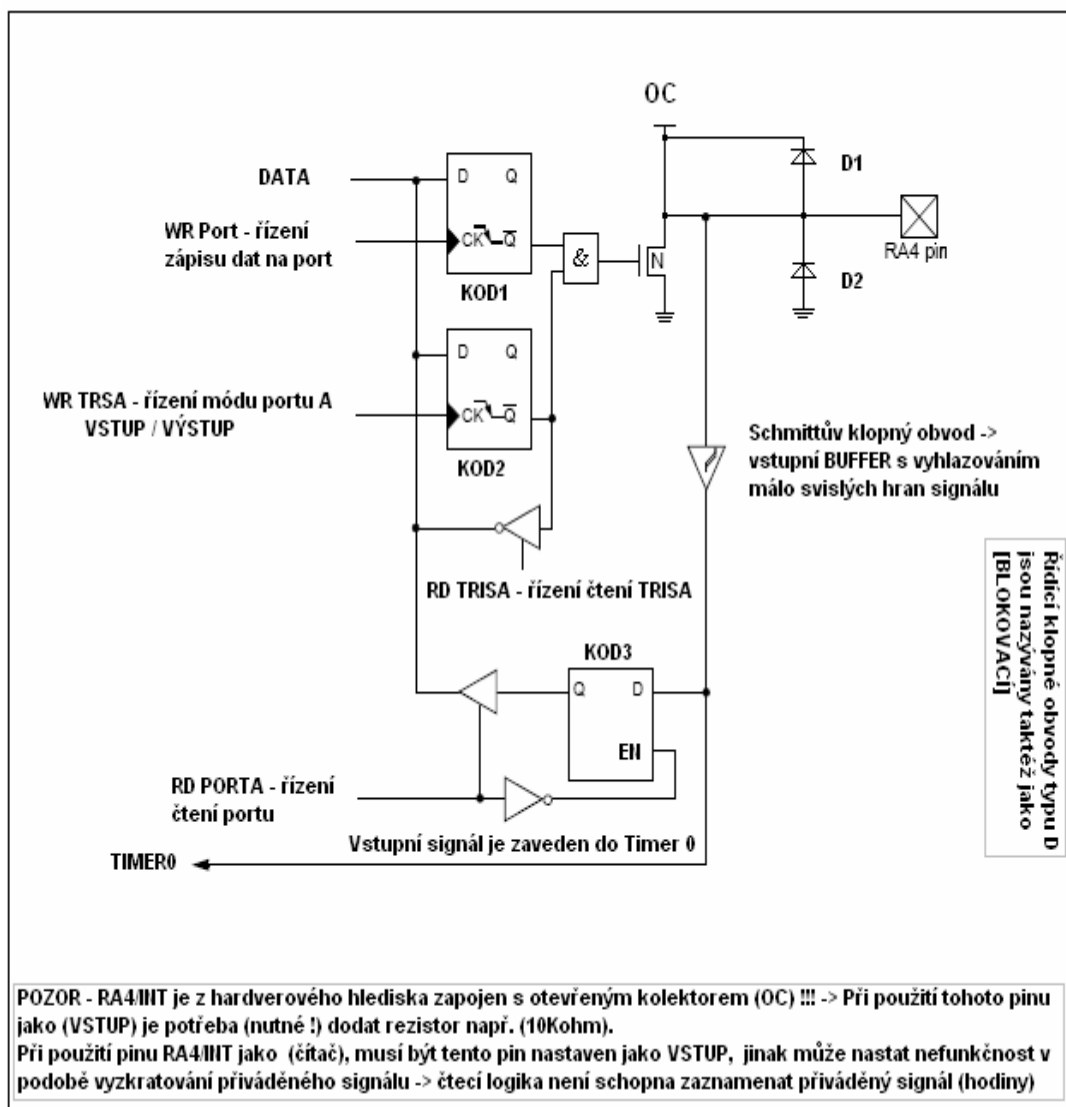 OC
D1
DATA
D Q
WR Port - řízení
zápisu dat na port
CK Q
&
N
RA4 pin
KOD1
D2
D Q
WR TRSA - řízení módu portu A
VSTUP / VÝSTUP
CK Q
KOD2
Schmittův klopný obvod ->
vstupní BUFFER s vyhlazováním
málo svislých hran signálu
RD TRISA - řízení čtení TRISA
Řídící klopné obvody typu D
jsou nazývány taktéž jako
[BLOKOVACÍ]
KOD3
Q D
EN
RD PORTA - řízení
čtení portu
Vstupní signál je zaveden do Timer 0
TIMER0
POZOR - RA4/INT je z hardverového hlediska zapojen s otevřeným kolektorem (OC) !!! -> Při použití tohoto pinu
jako (VSTUP) je potřeba (nutné !) dodat rezistor např. (10Kohm).
Při použití pinu RA4/INT jako (čítač), musí být tento pin nastaven jako VSTUP, jinak může nastat nefunkčnost v
podobě vyzkratování přiváděného signálu -> čtecí logika není schopna zaznamenat přiváděný signál (hodiny)